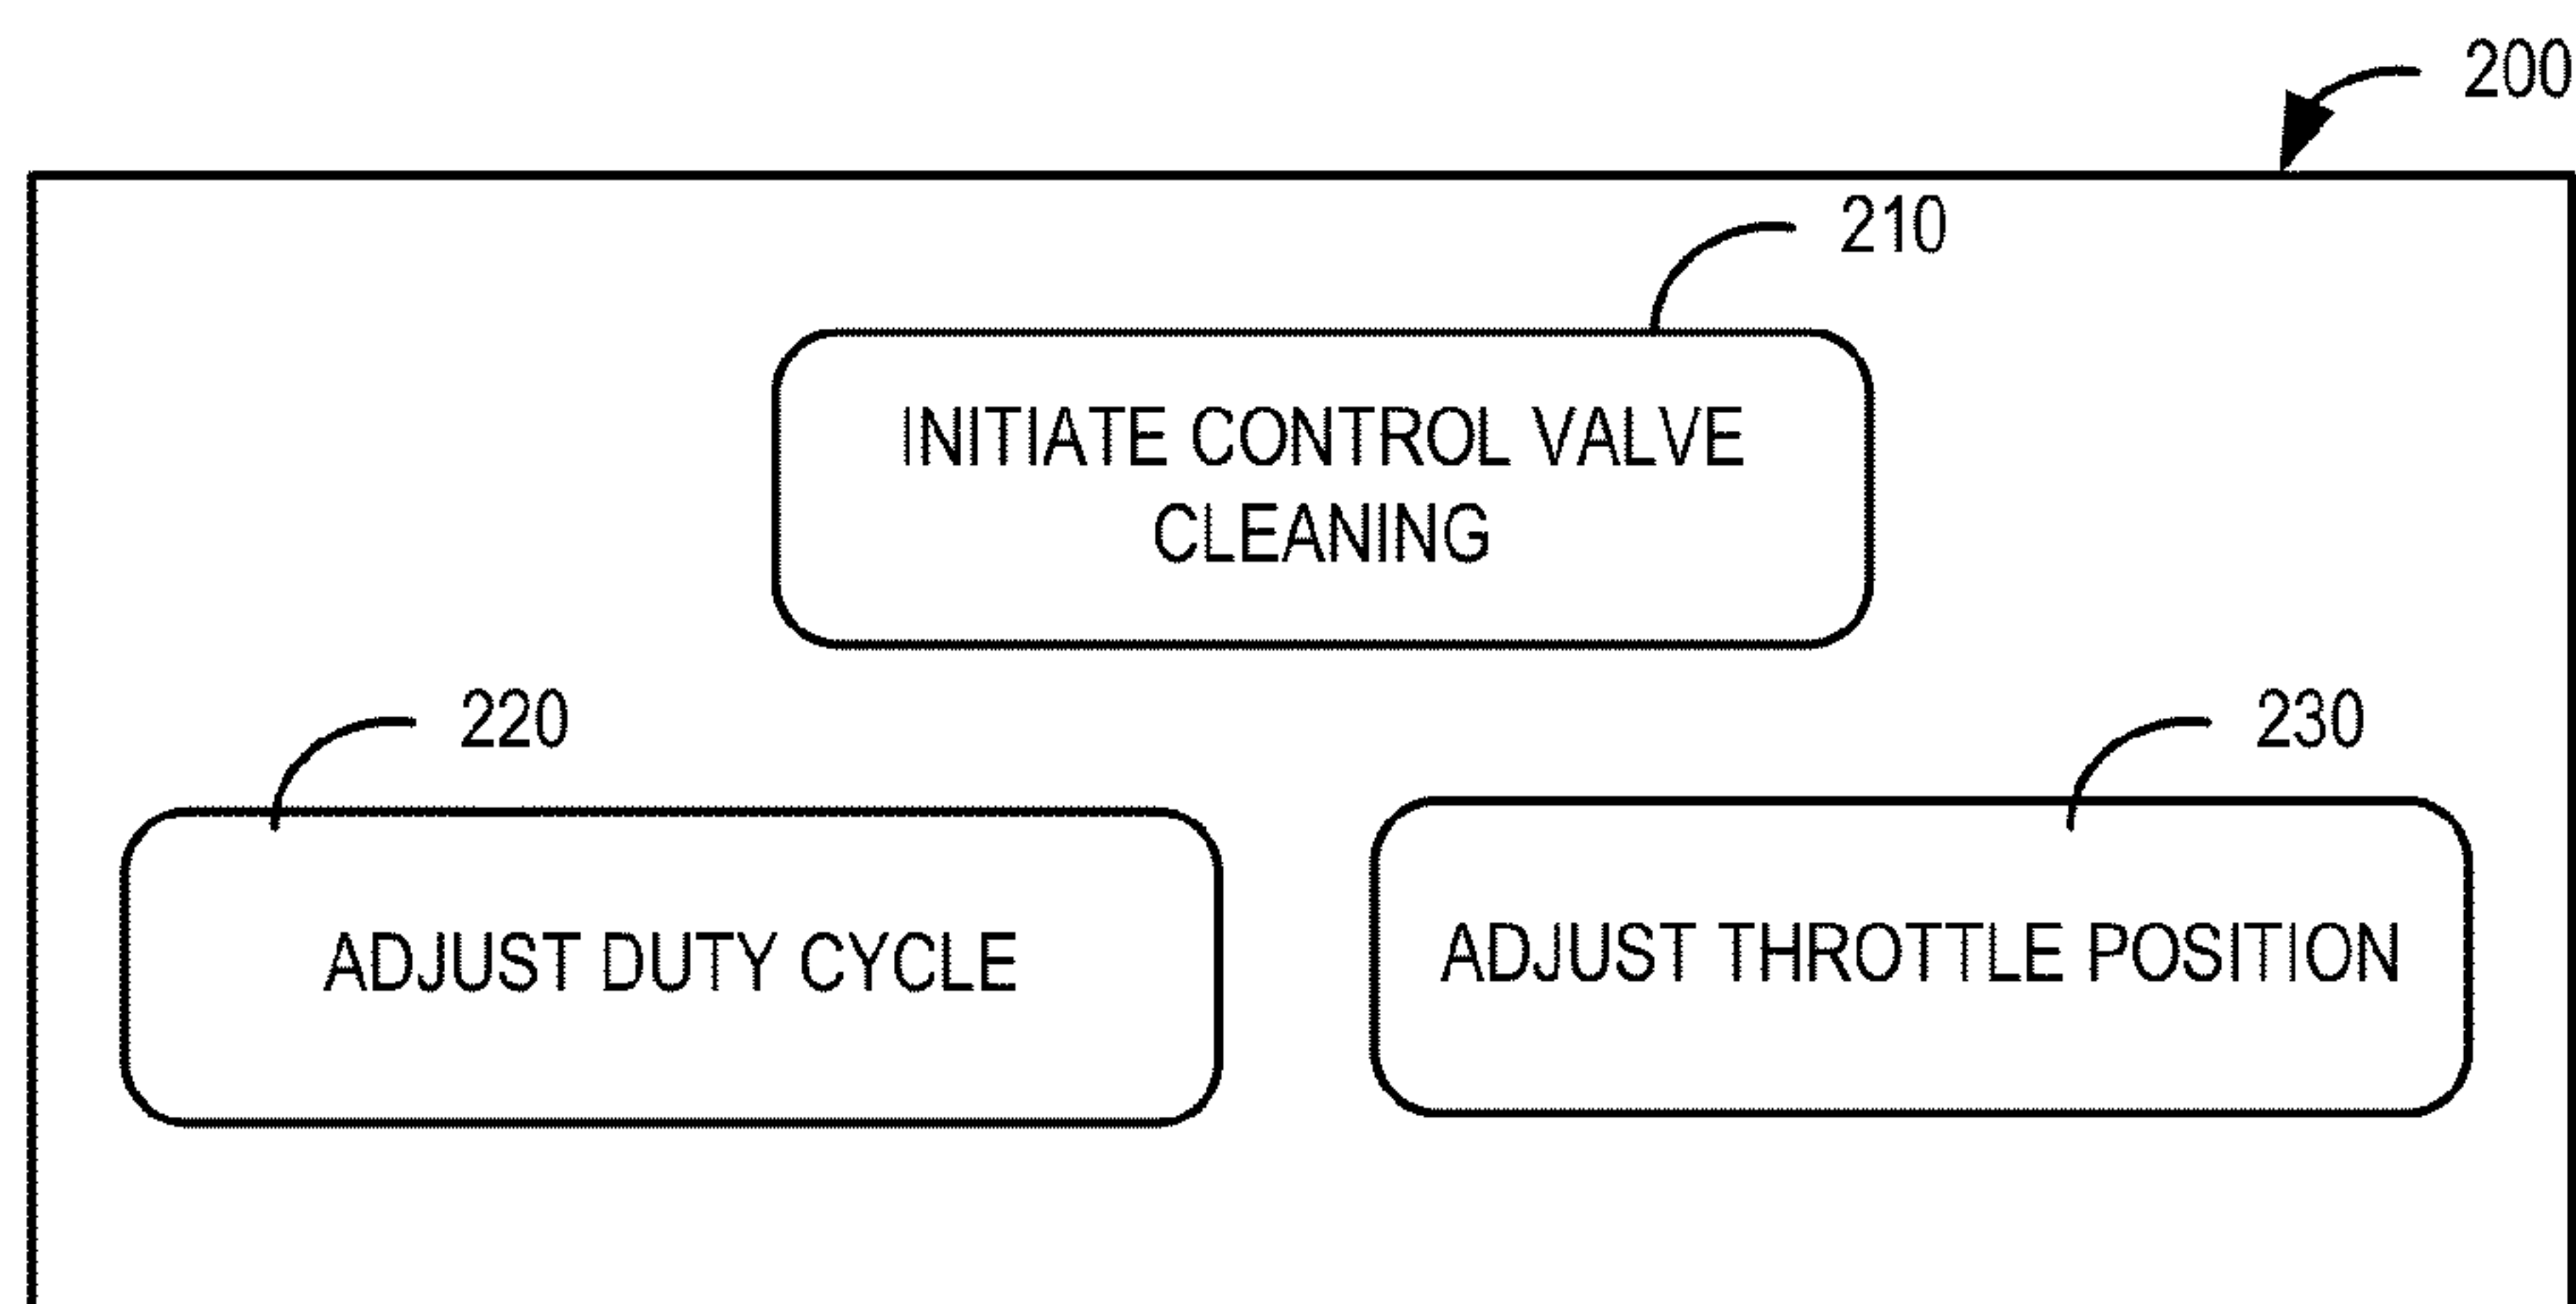 200
210
INITIATE CONTROL VALVE
CLEANING
220
230
ADJUST DUTY CYCLE
ADJUST THROTTLE POSITION